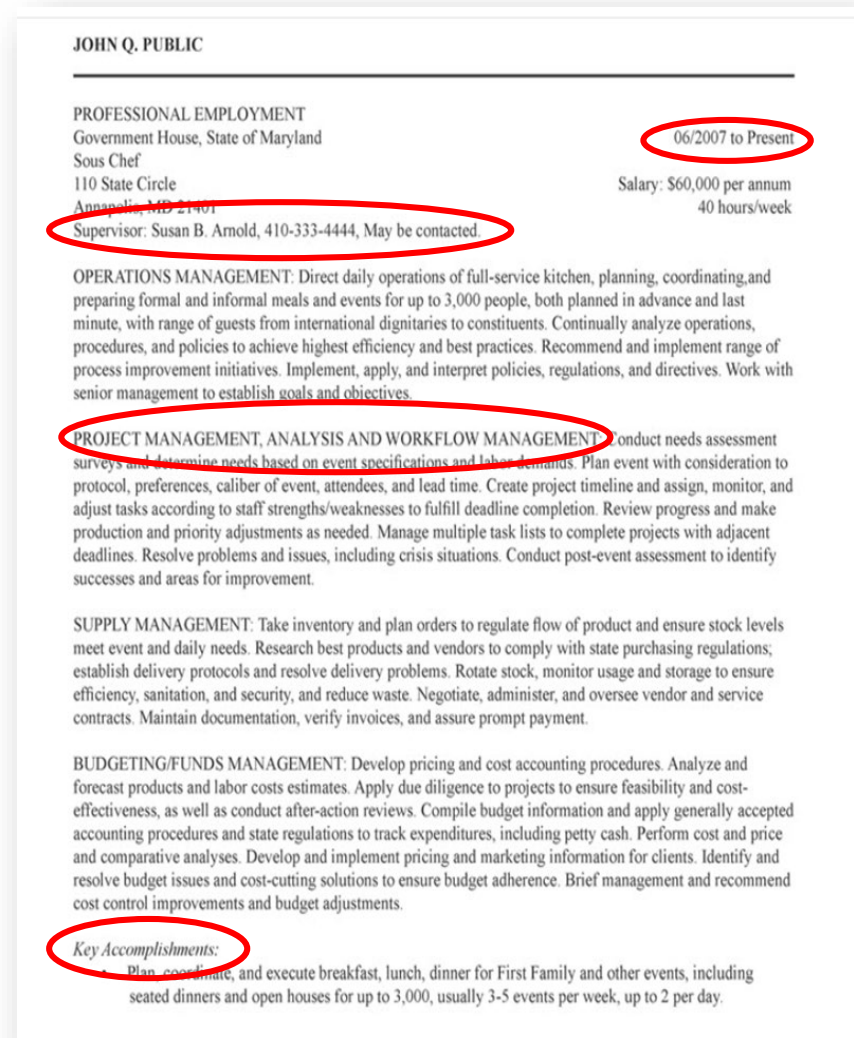 JOHN Q. PUBLIC
PROFESSIONAL EMPLOYMENT
Government House, State of Maryland 06/2007 to Present
Sous Chef
110 State Circle Salary: $60,000 per annum
Annapolis, MD 21401 40 hours/week
Supervisor: Susan B. Arnold, 410-333-4444, May be contacted.
OPERATIONS MANAGEMENT: Direct daily operations of full-service kitchen, planning, coordinating,and
preparing formal and informal meals and events for up to 3,000 people, both planned in advance and last
minute, with range of guests from international dignitaries to constituents. Continually analyze operations,
procedures, and policies to achieve highest efficiency and best practices. Recommend and implement range of
process improvement initiatives. Implement, apply, and interpret policies, regulations, and directives. Work with
senior management to establish goals and objectives.
PROJECT MANAGEMENT, ANALYSIS AND WORKFLOW MANAGEMENT: Conduct needs assessment
surveys and determine needs based on event specifications and labor demands. Plan event with consideration to
protocol, preferences, caliber of event, attendees, and lead time. Create project timeline and assign, monitor, and
adjust tasks according to staff strengths/weaknesses to fulfill deadline completion. Review progress and make
production and priority adjustments as needed. Manage multiple task lists to complete projects with adjacent
deadlines. Resolve problems and issues, including crisis situations. Conduct post-event assessment to identify
successes and areas for improvement.
SUPPLY MANAGEMENT: Take inventory and plan orders to regulate flow of product and ensure stock levels
meet event and daily needs. Research best products and vendors to comply with state purchasing regulations;
establish delivery protocols and resolve delivery problems. Rotate stock, monitor usage and storage to ensure
efficiency, sanitation, and security, and reduce waste. Negotiate, administer, and oversee vendor and service
contracts. Maintain documentation, verify invoices, and assure prompt payment.
BUDGETING/FUNDS MANAGEMENT: Develop pricing and cost accounting procedures. Analyze and
forecast products and labor costs estimates. Apply due diligence to projects to ensure feasibility and cost-
effectiveness, as well as conduct after-action reviews. Compile budget information and apply generally accepted
accounting procedures and state regulations to track expenditures, including petty cash. Perform cost and price
and comparative analyses. Develop and implement pricing and marketing information for clients. Identify and
resolve budget issues and cost-cutting solutions to ensure budget adherence. Brief management and recommend
cost control improvements and budget adjustments.
Key Accomplishments:
• Plan, coordinate, and execute breakfast, lunch, dinner for First Family and other events, including
seated dinners and open houses for up to 3,000, usually 3-5 events per week, up to 2 per day.